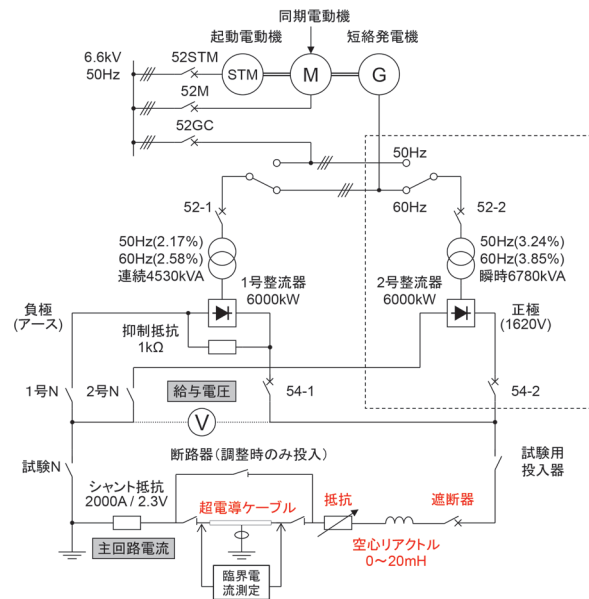 同期電動機
起動電動機
短絡発電機
6.6kV
50Hz
52STM
STM
M
G
52M
52GC
50Hz
60Hz
52-1
52-2
50Hz(2.17%)
60Hz(2.58%)
連続4530kVA
50Hz(3.24%)
60Hz(3.85%)
瞬時6780kVA
1号整流器
6000kW
2号整流器
6000kW
負極
(アース)
正極
(1620V)
抑制抵抗
1kΩ
1号N
2号N
給与電圧
54-1
54-2
V
試験N
断路器(調整時のみ投入)
試験用
投入器
シャント抵抗
2000A / 2.3V
超電導ケーブル
抵抗
遮断器
主回路電流
空心リアクトル
0～20mH
臨界電
流測定